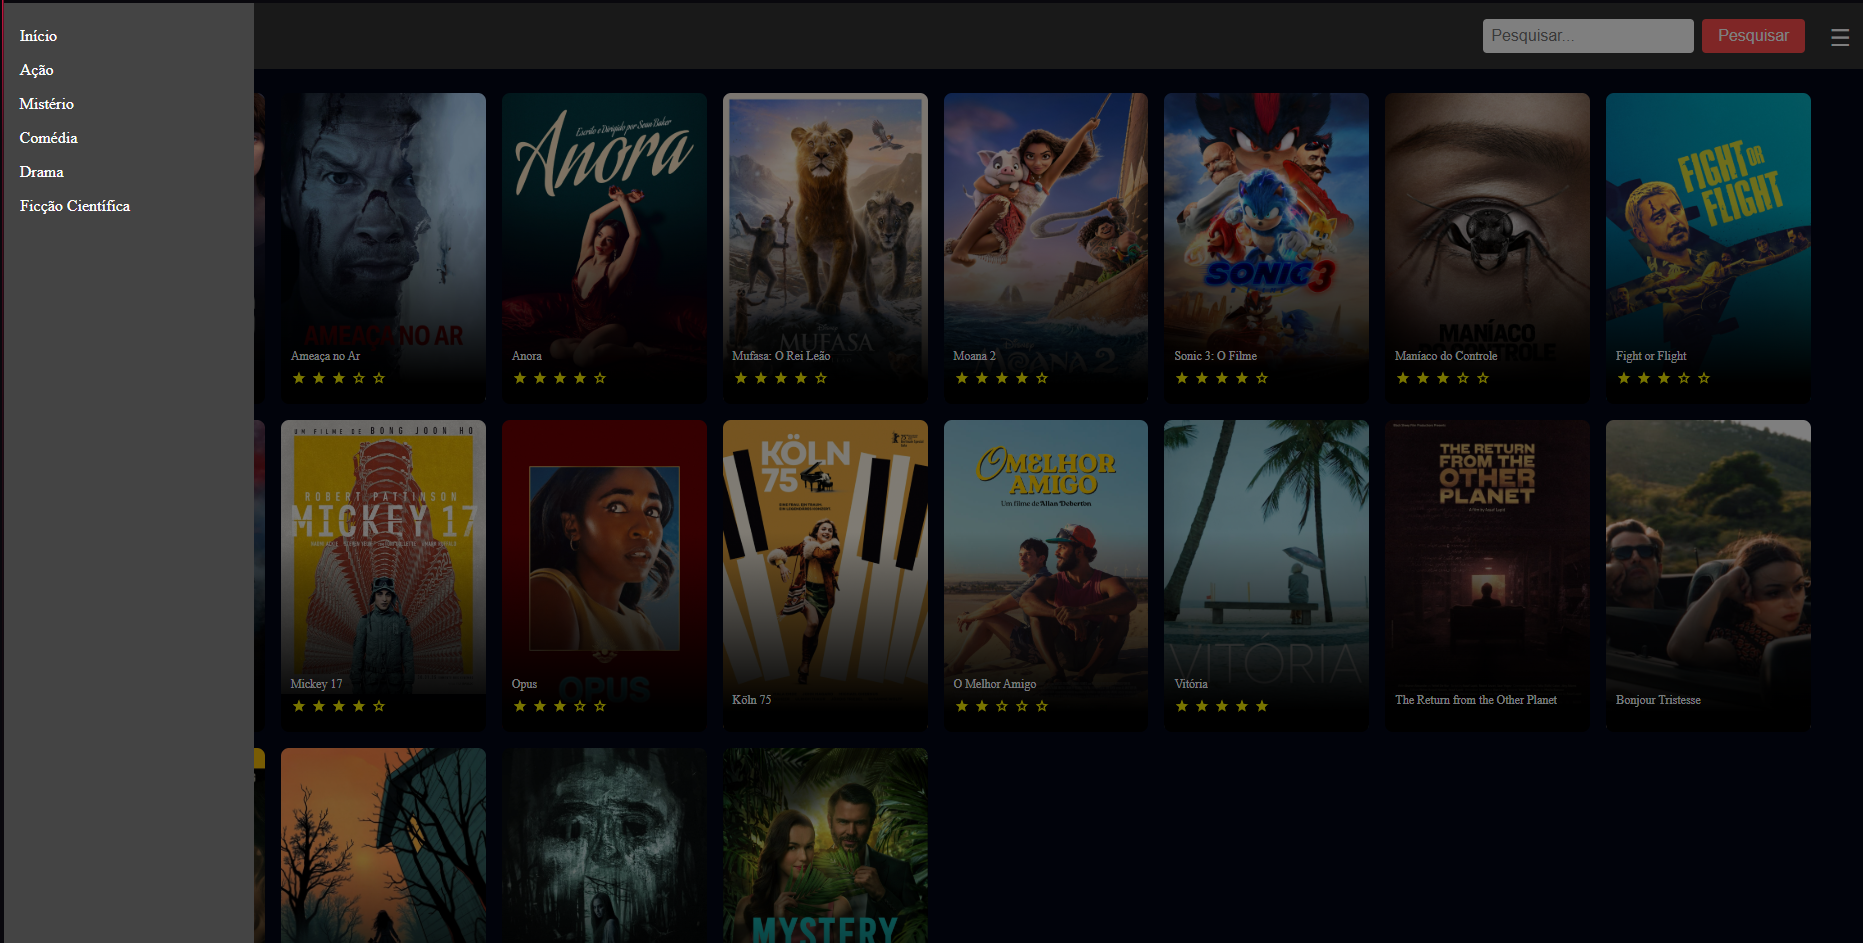 Início
Ação
Mistério
Comédia
Drama
Ficção Científica
Pesquisar...
Pesquisar
AMEAÇA NO AR
Ameaça no Ar
Escrito e Dirigido por Sean Baker
Anora
Anora
Disney
MUFASA
Mufasa: O Rei Leão
MOANA 2
Moana 2
SONIC 3
Sonic 3: O Filme
MANÍACO
DO CONTROLE
Maníaco do Controle
FIGHT OR
FLIGHT
Fight or Flight
UM FILME DE BONG JOON HO
ROBERT PATTINSON
MICKEY 17
Mickey 17
OPUS
Opus
KÖLN
75
Köln 75
O MELHOR
AMIGO
Um filme de Allan Deberton
O Melhor Amigo
VITÓRIA
Vitória
THE RETURN
FROM THE
OTHER
PLANET
The Return from the Other Planet
Bonjour Tristesse
MYSTERY